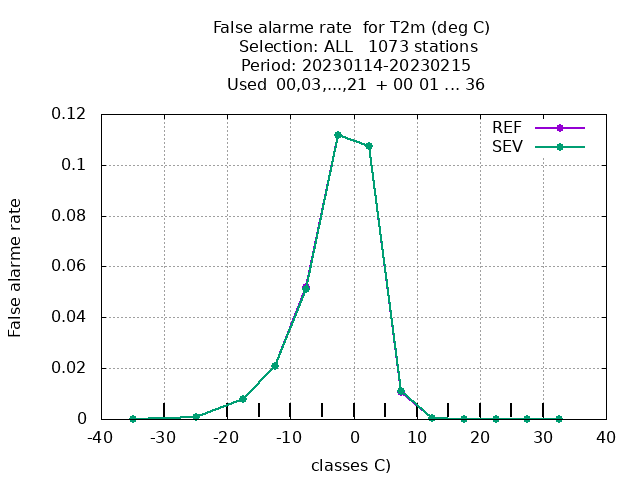 False alarme rate  for T2m (deg C)
Selection: ALL   1073 stations
Period: 20230114-20230215
Used  00,03,...,21  + 00 01 ... 36
REF
SEV
False alarme rate
0.12
0.1
0.08
0.06
0.04
0.02
0
-40 -30 -20 -10 0 10 20 30 40
classes C)